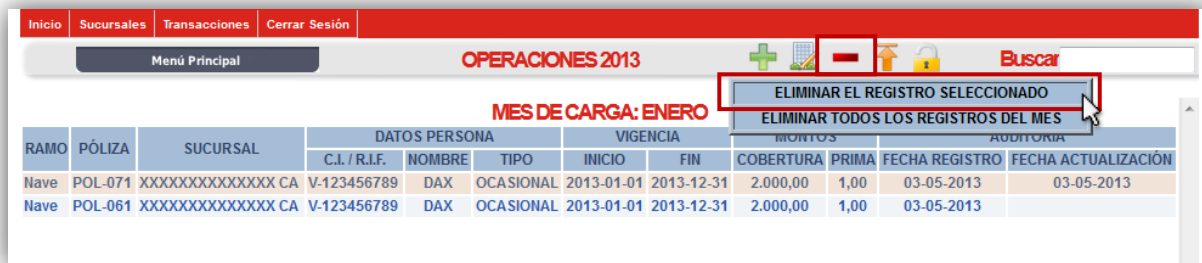 Inicio Sucursales Transacciones Cerrar Sesión
Menú Principal OPERACIONES 2013 Buscar
ELIMINAR EL REGISTRO SELECCIONADO
MES DE CARGA: ENERO ELIMINAR TODOS LOS REGISTROS DEL MES
RAMO PÓLIZA SUCURSAL DATOS PERSONA VIGENCIA MONTOS AUDITORIA
C.I. / R.I.F. NOMBRE TIPO INICIO FIN COBERTURA PRIMA FECHA REGISTRO FECHA ACTUALIZACIÓN
Nave POL-071 XXXXXXXXXXXXXX CA V-123456789 DAX OCASIONAL 2013-01-01 2013-12-31 2.000,00 1,00 03-05-2013 03-05-2013
Nave POL-061 XXXXXXXXXXXXXX CA V-123456789 DAX OCASIONAL 2013-01-01 2013-12-31 2.000,00 1,00 03-05-2013